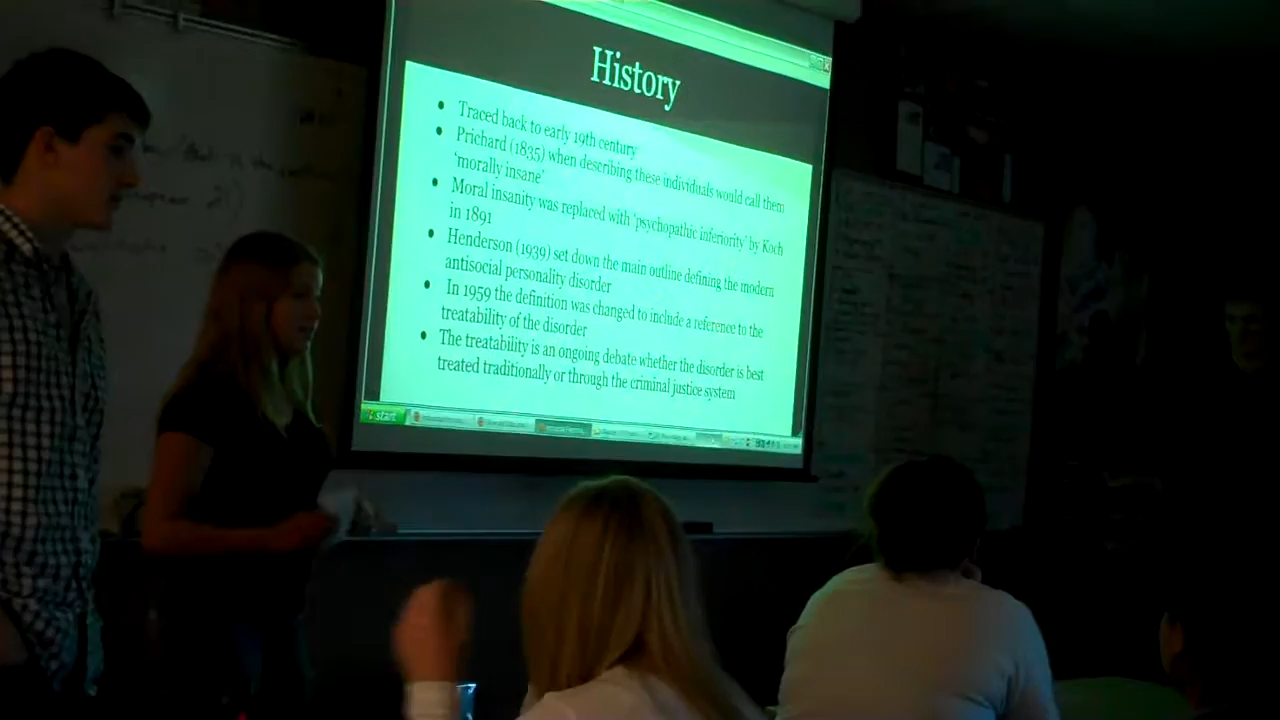 History
• Traced back to early 19th century
• Prichard (1835) when describing these individuals would call them
'morally insane'
• Moral insanity was replaced with 'psychopathic inferiority' by Koch
in 1891
• Henderson (1939) set down the main outline defining the modern
antisocial personality disorder
• In 1959 the definition was changed to include a reference to the
treatability of the disorder
• The treatability is an ongoing debate whether the disorder is best
treated traditionally or through the criminal justice system
start